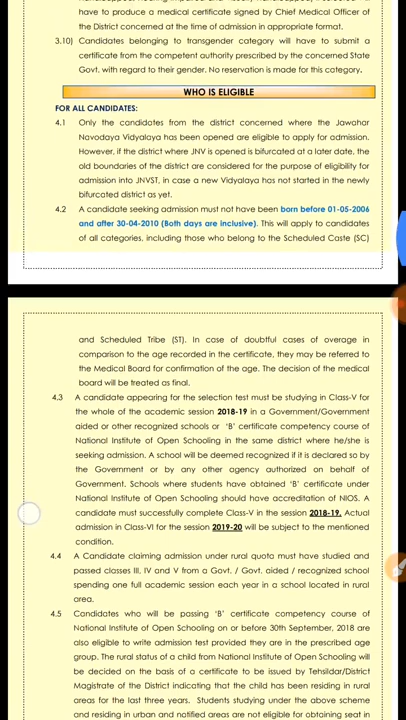 have to produce a medical certificate signed by Chief Medical Officer of
the District concerned at the time of admission in appropriate format.
3.10) Candidates belonging to transgender category will have to submit a
certificate from the competent authority prescribed by the concerned State
Govt. with regard to their gender. No reservation is made for this category.
WHO IS ELIGIBLE
FOR ALL CANDIDATES:
4.1 Only the candidates from the district concerned where the Jawahar
Navodaya Vidyalaya has been opened are eligible to apply for admission.
However, if the district where JNV is opened is bifurcated at a later date, the
old boundaries of the district are considered for the purpose of eligibility for
admission into JNVST, in case a new Vidyalaya has not started in the newly
bifurcated district as yet.
4.2 A candidate seeking admission must not have been born before 01-05-2006
and after 30-04-2010 (Both days are inclusive). This will apply to candidates
of all categories, including those who belong to the Scheduled Caste (SC)
and Scheduled Tribe (ST). In case of doubtful cases of overage in
comparison to the age recorded in the certificate, they may be referred to
the Medical Board for confirmation of the age. The decision of the medical
board will be treated as final.
4.3 A candidate appearing for the selection test must be studying in Class-V for
the whole of the academic session 2018-19 in a Government/Government
aided or other recognized schools or 'B' certificate competency course of
National Institute of Open Schooling in the same district where he/she is
seeking admission. A school will be deemed recognized if it is declared so by
the Government or by any other agency authorized on behalf of
Government. Schools where students have obtained 'B' certificate under
National Institute of Open Schooling should have accreditation of NIOS. A
candidate must successfully complete Class-V in the session 2018-19. Actual
admission in Class-VI for the session 2019-20 will be subject to the mentioned
condition.
4.4 A Candidate claiming admission under rural quota must have studied and
passed classes III, IV and V from a Govt. / Govt. aided / recognized school
spending one full academic session each year in a school located in rural
area.
4.5 Candidates who will be passing 'B' certificate competency course of
National Institute of Open Schooling on or before 30th September, 2018 are
also eligible to write admission test provided they are in the prescribed age
group. The rural status of a child from National Institute of Open Schooling will
be decided on the basis of a certificate to be issued by Tehsildar/District
Magistrate of the District indicating that the child has been residing in rural
areas for the last three years. Students studying under the above scheme
and residing in urban and notified areas are not eligible for obtaining seat in